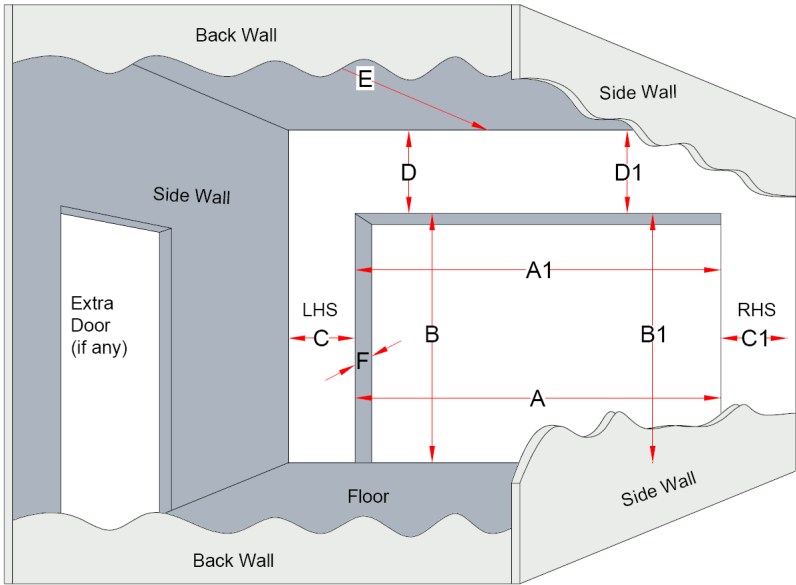 Back Wall
E
Side Wall
D
D1
Side Wall
A1
Extra
Door
(if any)
LHS
RHS
C
B
B1
C1
F
A
Floor
Side Wall
Back Wall